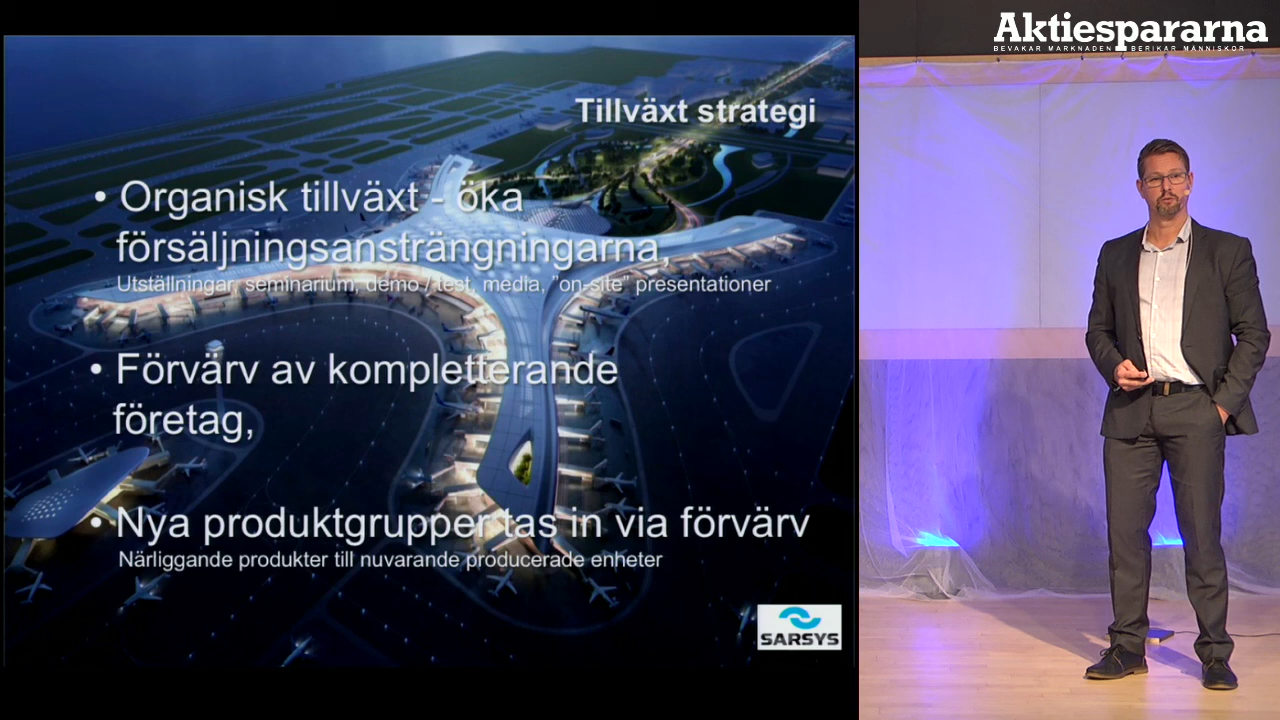 Aktiespararna
BEVAKAR MARKNADEN BERIKAR MÄNNISKOR
Tillväxt strategi
• Organisk tillväxt - öka
försäljningsansträngningarna,
Utställningar, seminarium, demo / test, media, "on-site" presentationer
• Förvärv av kompletterande
företag,
• Nya produktgrupper tas in via förvärv
Närliggande produkter till nuvarande producerade enheter
SARSYS